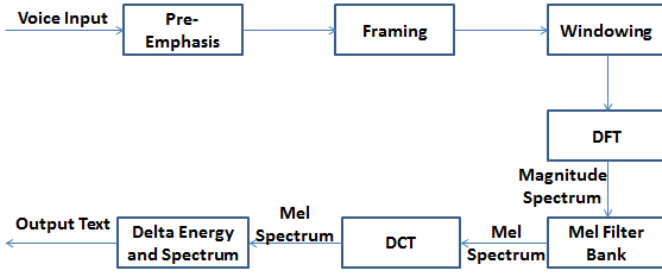 Voice Input
Pre-
Emphasis
Framing
Windowing
DFT
Magnitude
Spectrum
Mel Filter
Bank
Mel
Spectrum
DCT
Mel
Spectrum
Delta Energy
and Spectrum
Output Text